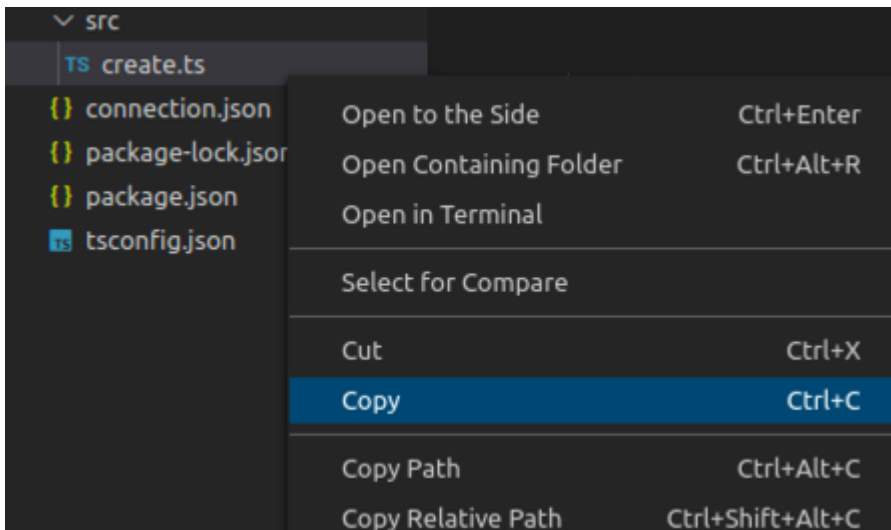 src
TS create.ts
{} connection.json
{} package-lock.json
{} package.json
TS tsconfig.json
Open to the Side Ctrl+Enter
Open Containing Folder Ctrl+Alt+R
Open in Terminal
Select for Compare
Cut Ctrl+X
Copy Ctrl+C
Copy Path Ctrl+Alt+C
Copy Relative Path Ctrl+Shift+Alt+C